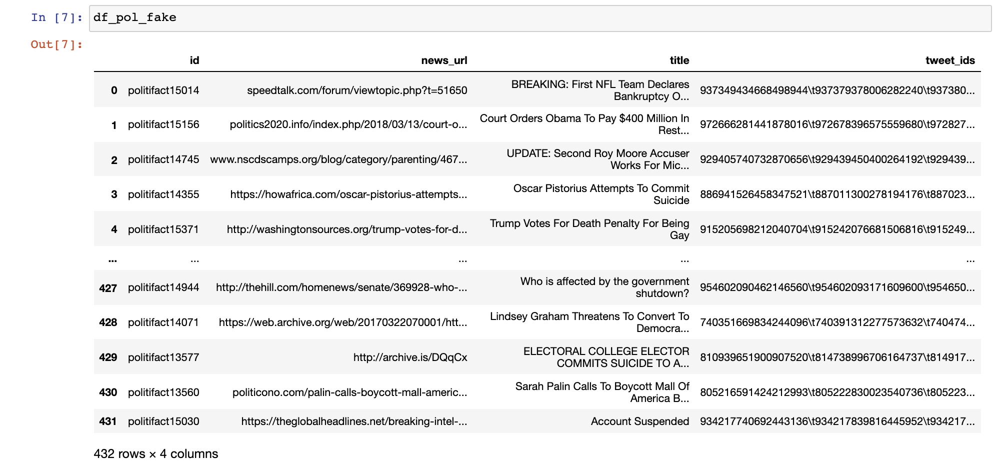 In [7]: df_pol_fake
Out[7]:
id news_url title tweet_ids
0 politifact15014 speedtalk.com/forum/viewtopic.php?t=51650 BREAKING: First NFL Team Declares Bankruptcy O... 937349434668498944\t937379378006282240\t937380...
1 politifact15156 politics2020.info/index.php/2018/03/13/court-o... Court Orders Obama To Pay $400 Million In Rest... 972666281441878016\t972678396575559680\t972827...
2 politifact14745 www.nscdscamps.org/blog/category/parenting/467... UPDATE: Second Roy Moore Accuser Works For Mic... 929405740732870656\t929439450400264192\t929439...
3 politifact14355 https://howafrica.com/oscar-pistorius-attempts... Oscar Pistorius Attempts To Commit Suicide 886941526458347521\t887011300278194176\t887023...
4 politifact15371 http://washingtonsources.org/trump-votes-for-d... Trump Votes For Death Penalty For Being Gay 915205698212040704\t915242076681506816\t915249...
... ... ... ... ...
427 politifact14944 http://thehill.com/homenews/senate/369928-who-... Who is affected by the government shutdown? 954602090462146560\t954602093171609600\t954650...
428 politifact14071 https://web.archive.org/web/20170322070001/htt... Lindsey Graham Threatens To Convert To Democra... 740351669834244096\t740391312277573632\t740474...
429 politifact13577 http://archive.is/DQqCx ELECTORAL COLLEGE ELECTOR COMMITS SUICIDE TO A... 810939651900907520\t814738996706164737\t814917...
430 politifact13560 politicono.com/palin-calls-boycott-mall-americ... Sarah Palin Calls To Boycott Mall Of America B... 805216591424212993\t805222830023540736\t805223...
431 politifact15030 https://theglobalheadlines.net/breaking-intel-... Account Suspended 934217740692443136\t934217839816445952\t934217...
432 rows × 4 columns